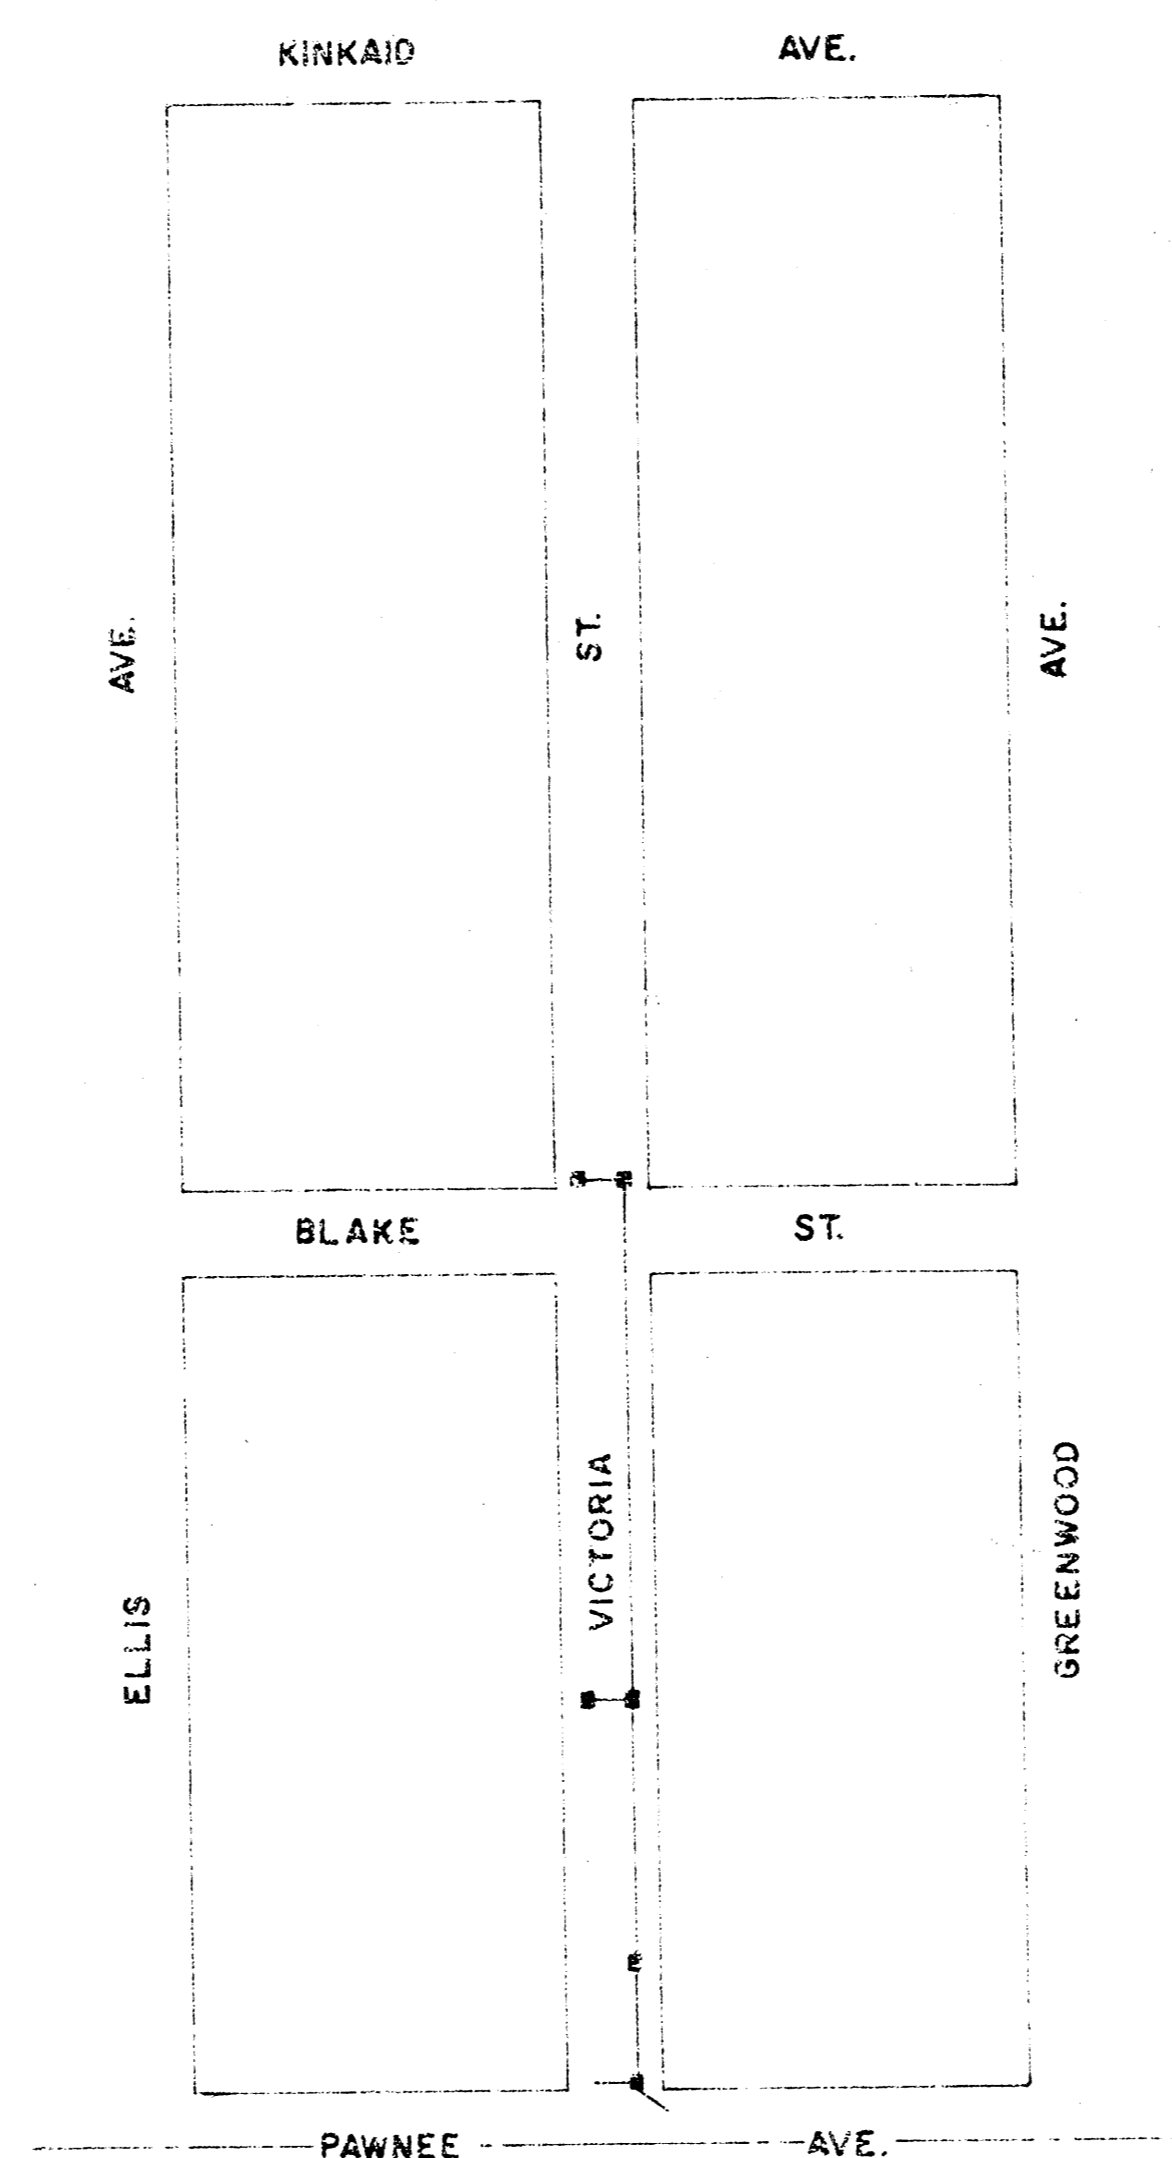 KINKAID AVE.
AVE.
ST.
AVE.
BLAKE ST.
ELLIS
VICTORIA
GREENWOOD
PAWNEE AVE.